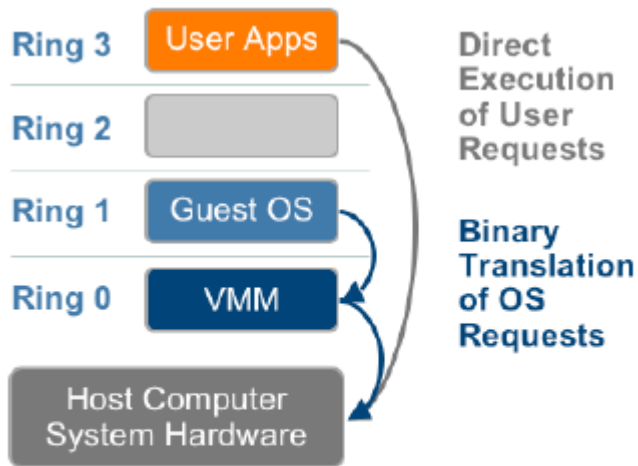 Ring 3
User Apps
Direct
Execution
of User
Requests
Ring 2
Ring 1
Guest OS
Binary
Translation
of OS
Requests
Ring 0
VMM
Host Computer
System Hardware